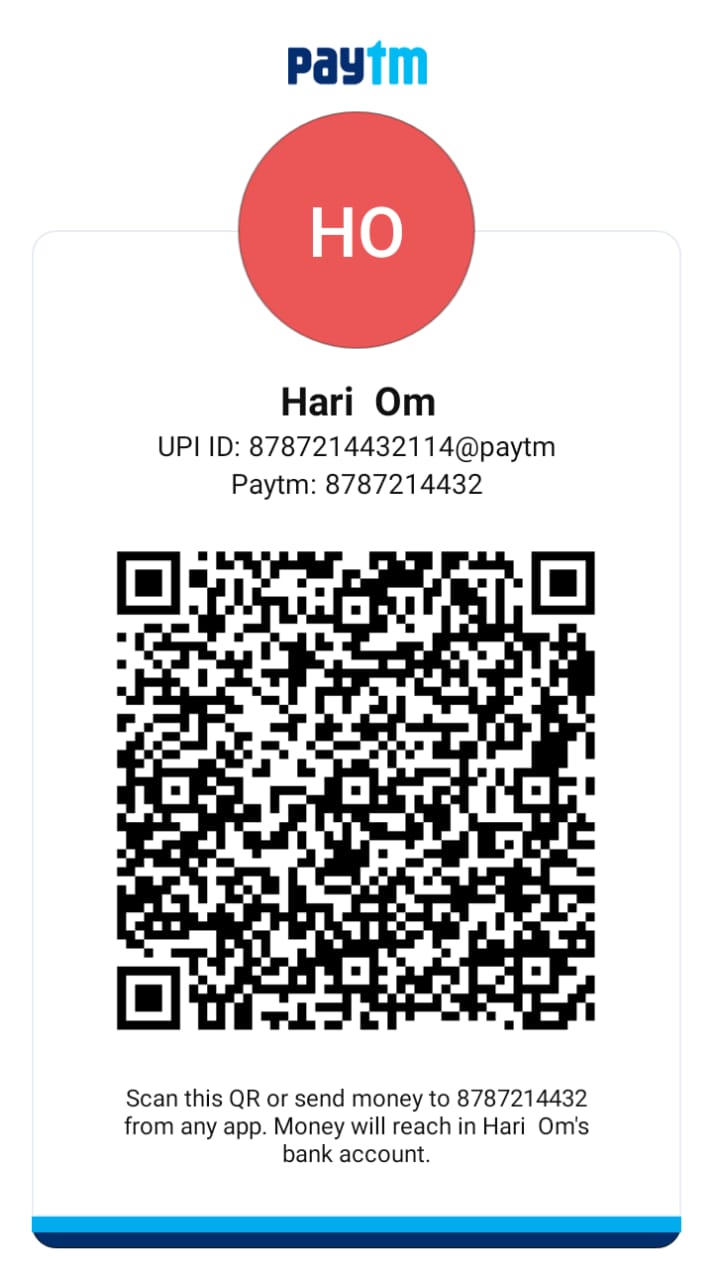 paytm
HO
Hari Om
UPI ID: 8787214432114@paytm
Paytm: 8787214432
Scan this QR or send money to 8787214432
from any app. Money will reach in Hari Om's
bank account.